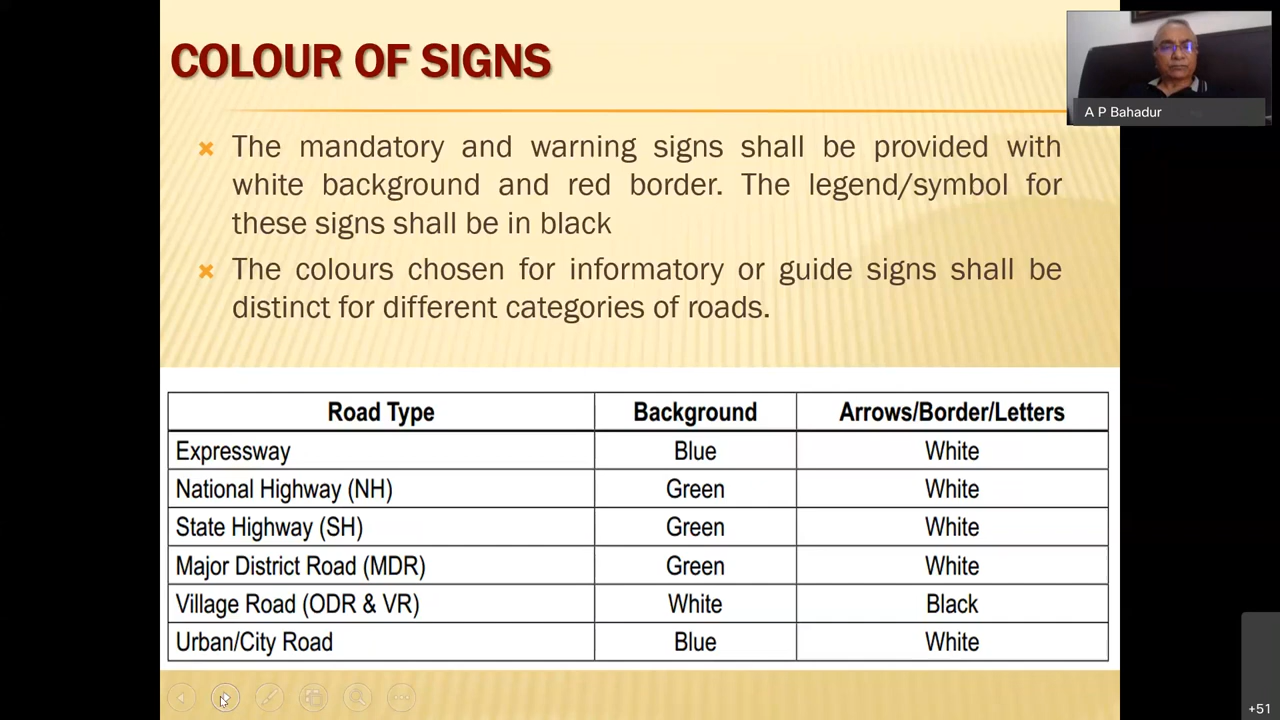 COLOUR OF SIGNS
A P Bahadur
The mandatory and warning signs shall be provided with
white background and red border. The legend/symbol for
these signs shall be in black
The colours chosen for informatory or guide signs shall be
distinct for different categories of roads.
Road Type Background Arrows/Border/Letters
Expressway Blue White
National Highway (NH) Green White
State Highway (SH) Green White
Major District Road (MDR) Green White
Village Road (ODR & VR) White Black
Urban/City Road Blue White
+51